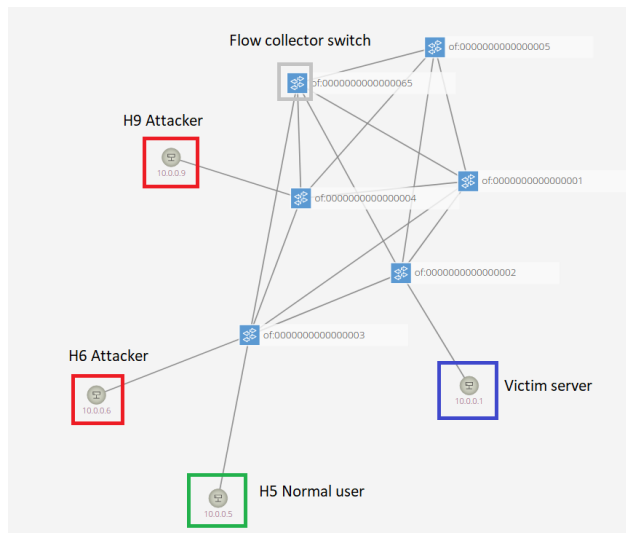 Flow collector switch
of:0000000000000005
of:0000000000000065
H9 Attacker
10.0.0.9
of:0000000000000001
of:0000000000000004
of:0000000000000002
of:0000000000000003
H6 Attacker
10.0.0.6
10.0.0.1
Victim server
H5 Normal user
10.0.0.5